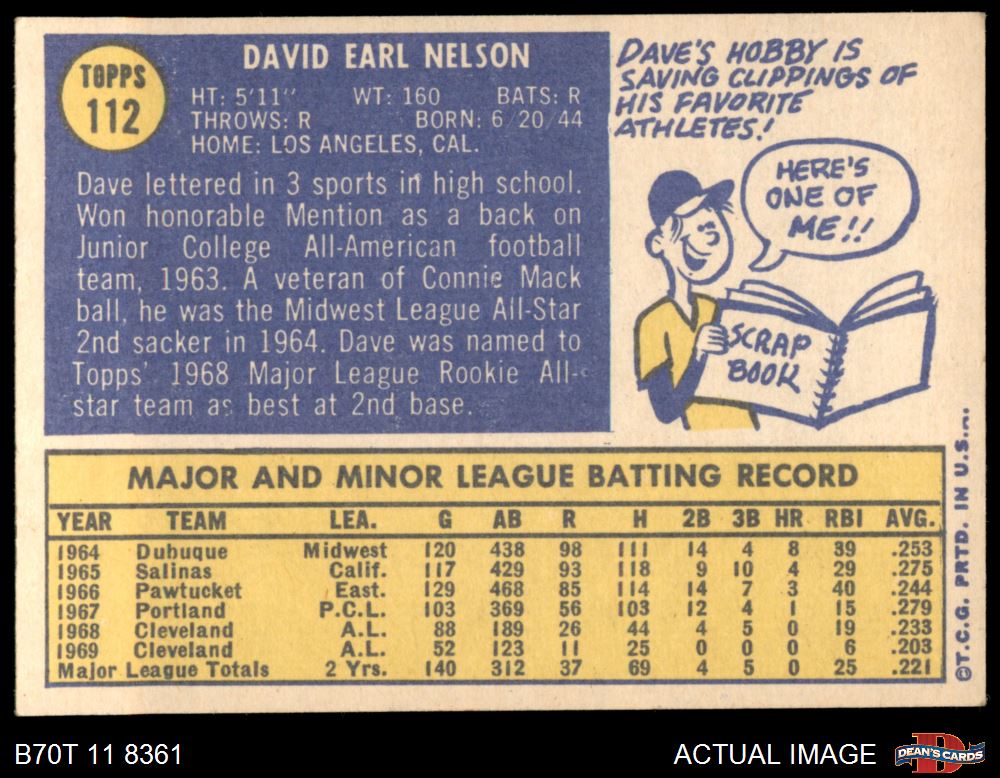 TOPPS
112
DAVID EARL NELSON
HT: 5'11" WT: 160 BATS: R
THROWS: R BORN: 6 20 44
HOME: LOS ANGELES, CAL.
Dave lettered in 3 sports in high school.
Won honorable Mention as a back on
Junior College All-American football
team, 1963. A veteran of Connie Mack
ball, he was the Midwest League All-Star
2nd sacker in 1964. Dave was named to
Topps' 1968 Major League Rookie All-
star team as best at 2nd base.
DAVE'S HOBBY IS
SAVING CLIPPINGS OF
HIS FAVORITE
ATHLETES!
HERE'S
ONE OF
ME!!
SCRAP
BOOK
MAJOR AND MINOR LEAGUE BATTING RECORD
YEAR TEAM LEA. G AB R H 2B 3B HR RBI AVG.
1964 Dubuque Midwest 120 438 98 111 14 4 8 39 .253
1965 Salinas Calif. 117 429 93 118 9 10 4 29 .275
1966 Pawtucket East. 129 468 85 114 14 7 3 40 .244
1967 Portland P.C.L. 103 369 56 103 12 4 1 15 .279
1968 Cleveland A.L. 88 189 26 44 4 5 0 19 .233
1969 Cleveland A.L. 52 123 11 25 0 0 0 6 .203
Major League Totals 2 Yrs. 140 312 37 69 4 5 0 25 .221
©T.C.G. PRTD. IN U.S.A.
B70T 11 8361
ACTUAL IMAGE
DEAN'S CARDS